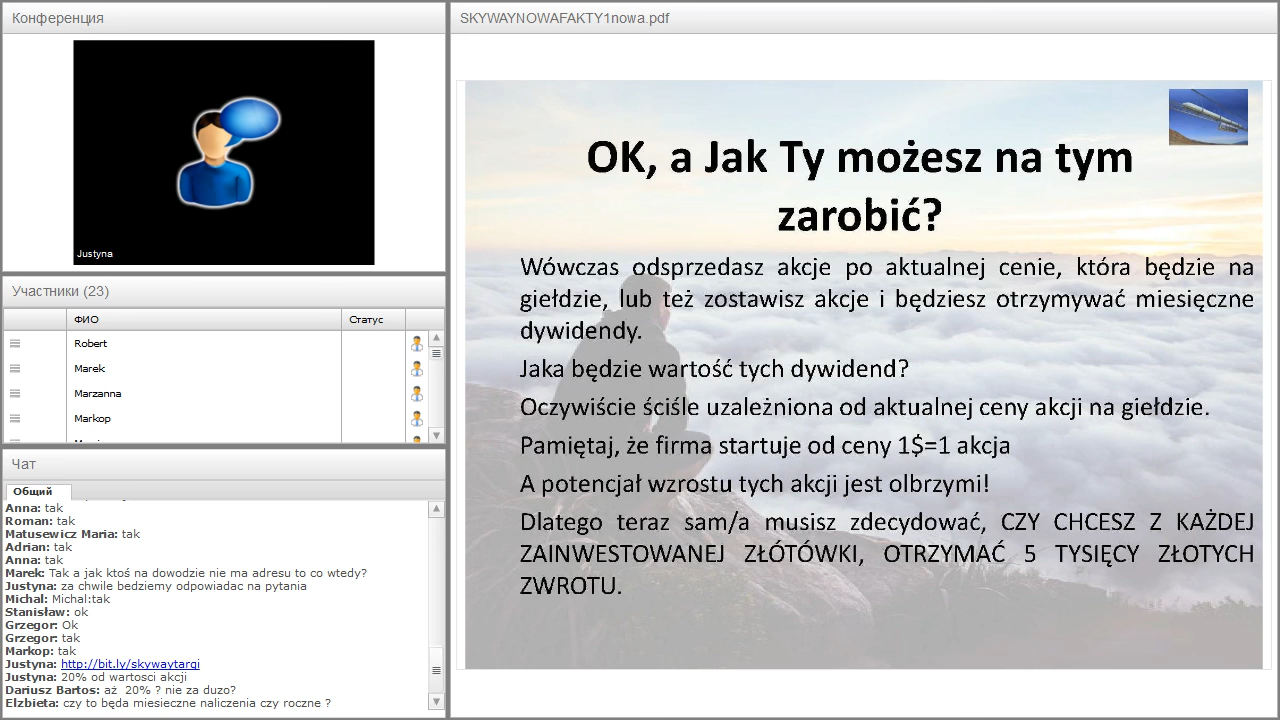 Конференция
Justyna
Участники (23)
ФИО
Статус
Robert
Marek
Marzanna
Markop
Чат
Общий
Anna: tak
Roman: tak
Matusewicz Maria: tak
Adrian: tak
Anna: tak
Marek: Tak a jak ktoś na dowodzie nie ma adresu to co wtedy?
Justyna: za chwile bedziemy odpowiadac na pytania
Michal: Michal:tak
Stanisław: ok
Grzegor: Ok
Grzegor: tak
Markop: tak
Justyna: http://bit.ly/skywaytargi
Justyna: 20% od wartosci akcji
Dariusz Bartos: aż 20% ? nie za duzo?
Elzbieta: czy to będa miesieczne naliczenia czy roczne ?
SKYWAYNOWAFAKTY1nowa.pdf
OK, a Jak Ty możesz na tym
zarobić?
Wówczas odsprzedasz akcje po aktualnej cenie, która będzie na
giełdzie, lub też zostawisz akcje i będziesz otrzymywać miesięczne
dywidendy.
Jaka będzie wartość tych dywidend?
Oczywiście ściśle uzależniona od aktualnej ceny akcji na giełdzie.
Pamiętaj, że firma startuje od ceny 1$=1 akcja
A potencjał wzrostu tych akcji jest olbrzymi!
Dlatego teraz sam/a musisz zdecydować, CZY CHCESZ Z KAŻDEJ
ZAINWESTOWANEJ ZŁÓTÓWKI, OTRZYMAĆ 5 TYSIĘCY ZŁOTYCH
ZWROTU.